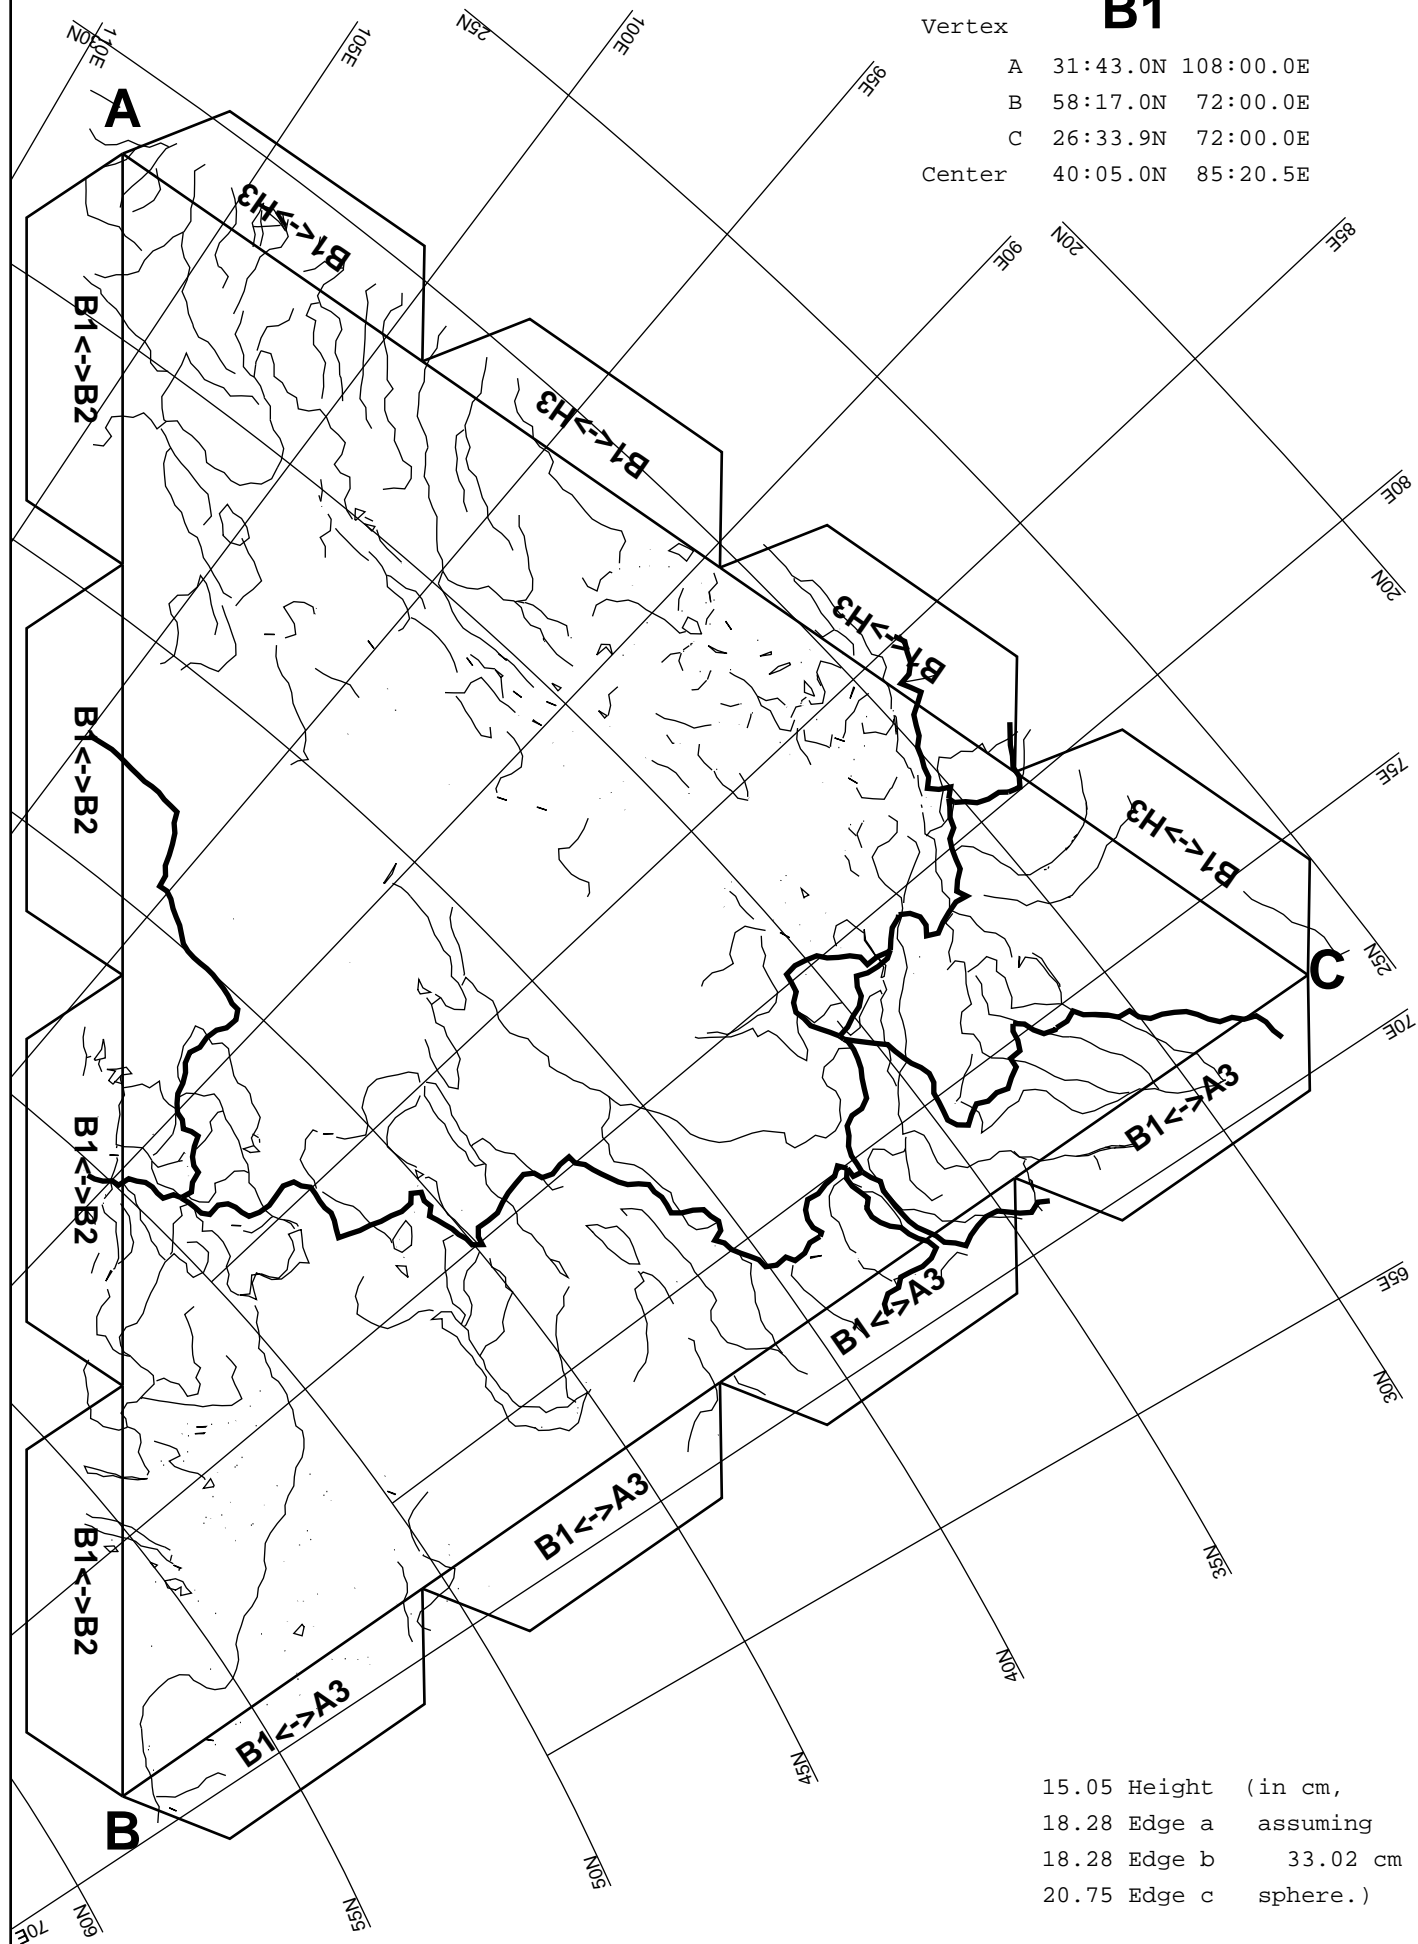 B1
Vertex
A 31:43.0N 108:00.0E
B 58:17.0N 72:00.0E
C 26:33.9N 72:00.0E
Center 40:05.0N 85:20.5E
30N
110E
105E
25N
100E
95E
90E
20N
85E
80E
20N
75E
25N
70E
65E
30N
35N
40N
45N
50N
55N
60N
70E
A
B
C
B1<->H3
B1<->H3
B1<->H3
B1<->H3
B1<->B2
B1<->B2
B1<->B2
B1<->B2
B1<->A3
B1<->A3
B1<->A3
B1<->A3
15.05 Height (in cm,
18.28 Edge a assuming
18.28 Edge b 33.02 cm
20.75 Edge c sphere.)